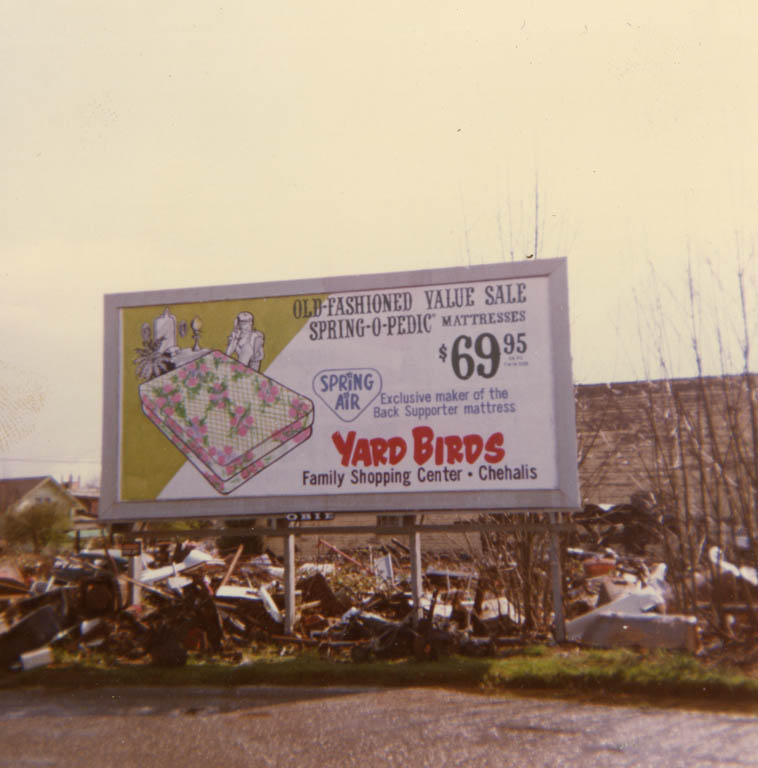 OLD-FASHIONED VALUE SALE
SPRING-O-PEDIC® MATTRESSES
$69 95
SPRING AIR
Exclusive maker of the
Back Supporter mattress
YARD BIRDS
Family Shopping Center • Chehalis
OBIE